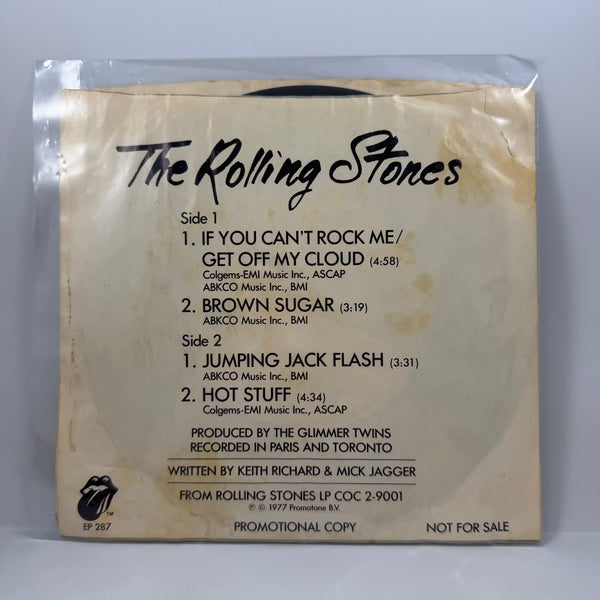 The Rolling Stones
Side 1
1. IF YOU CAN'T ROCK ME/
GET OFF MY CLOUD (4:58)
Colgems-EMI Music Inc., ASCAP
ABKCO Music Inc., BMI
2. BROWN SUGAR (3:19)
ABKCO Music Inc., BMI
Side 2
1. JUMPING JACK FLASH (3:31)
ABKCO Music Inc., BMI
2. HOT STUFF (4:34)
Colgems-EMI Music Inc., ASCAP
PRODUCED BY THE GLIMMER TWINS
RECORDED IN PARIS AND TORONTO
WRITTEN BY KEITH RICHARD & MICK JAGGER
FROM ROLLING STONES LP COC 2-9001
℗ © 1977 Promotone B.V.
TM
EP 287
PROMOTIONAL COPY
NOT FOR SALE